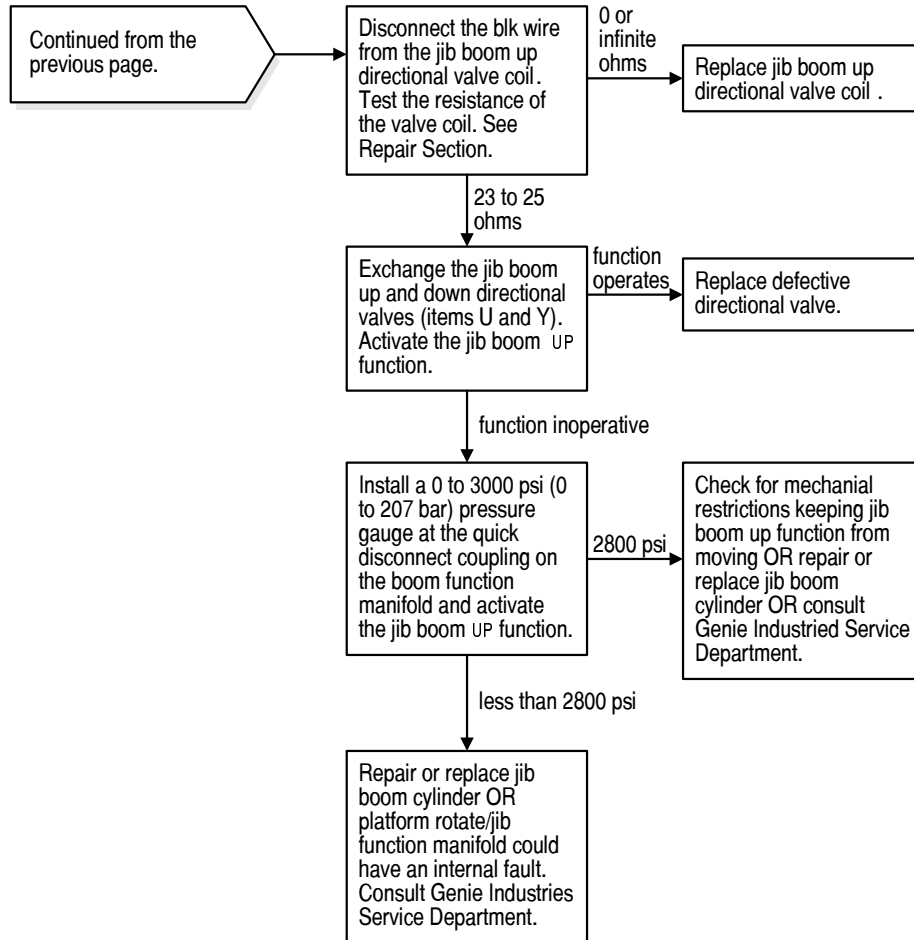 Continued from the
previous page.
Disconnect the blk wire
from the jib boom up
directional valve coil.
Test the resistance of
the valve coil. See
Repair Section.
0 or
infinite
ohms
Replace jib boom up
directional valve coil .
23 to 25
ohms
Exchange the jib boom
up and down directional
valves (items U and Y).
Activate the jib boom UP
function.
function
operates
Replace defective
directional valve.
function inoperative
Install a 0 to 3000 psi (0
to 207 bar) pressure
gauge at the quick
disconnect coupling on
the boom function
manifold and activate
the jib boom UP function.
2800 psi
Check for mechanial
restrictions keeping jib
boom up function from
moving OR repair or
replace jib boom
cylinder OR consult
Genie Industried Service
Department.
less than 2800 psi
Repair or replace jib
boom cylinder OR
platform rotate/jib
function manifold could
have an internal fault.
Consult Genie Industries
Service Department.